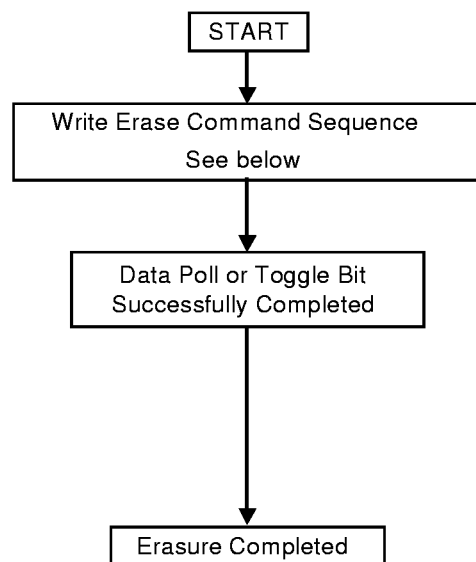 START
Write Erase Command Sequence
See below
Data Poll or Toggle Bit
Successfully Completed
Erasure Completed